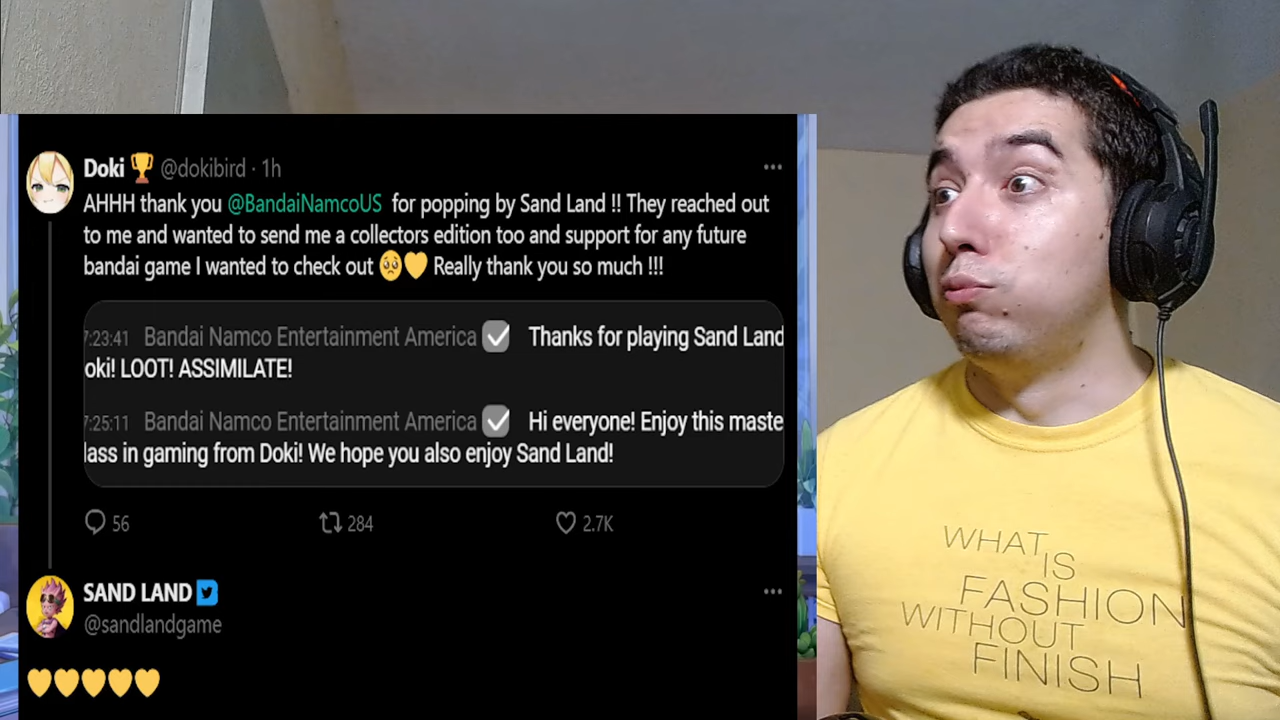 Doki 🏆 @dokibird · 1h
AHHH thank you @BandaiNamcoUS for popping by Sand Land !! They reached out
to me and wanted to send me a collectors edition too and support for any future
bandai game I wanted to check out 🥺💛 Really thank you so much !!!
7:23:41 Bandai Namco Entertainment America Thanks for playing Sand Land
oki! LOOT! ASSIMILATE!
7:25:11 Bandai Namco Entertainment America Hi everyone! Enjoy this maste
lass in gaming from Doki! We hope you also enjoy Sand Land!
56 284 2.7K
SAND LAND
@sandlandgame
💛💛💛💛💛
WHAT
IS
FASHION
WITHOUT
FINISH